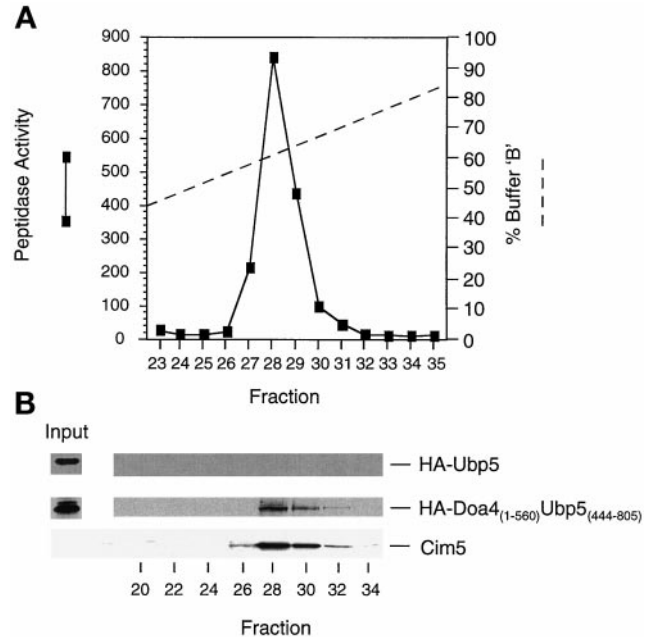 A
Peptidase Activity
900
800
700
600
500
400
300
200
100
0
100
90
80
70
60
50
40
30
20
10
0
% Buffer 'B'
23 24 25 26 27 28 29 30 31 32 33 34 35
Fraction
B
Input
HA-Ubp5
HA-Doa4(1-560)Ubp5(444-805)
Cim5
20 22 24 26 28 30 32 34
Fraction